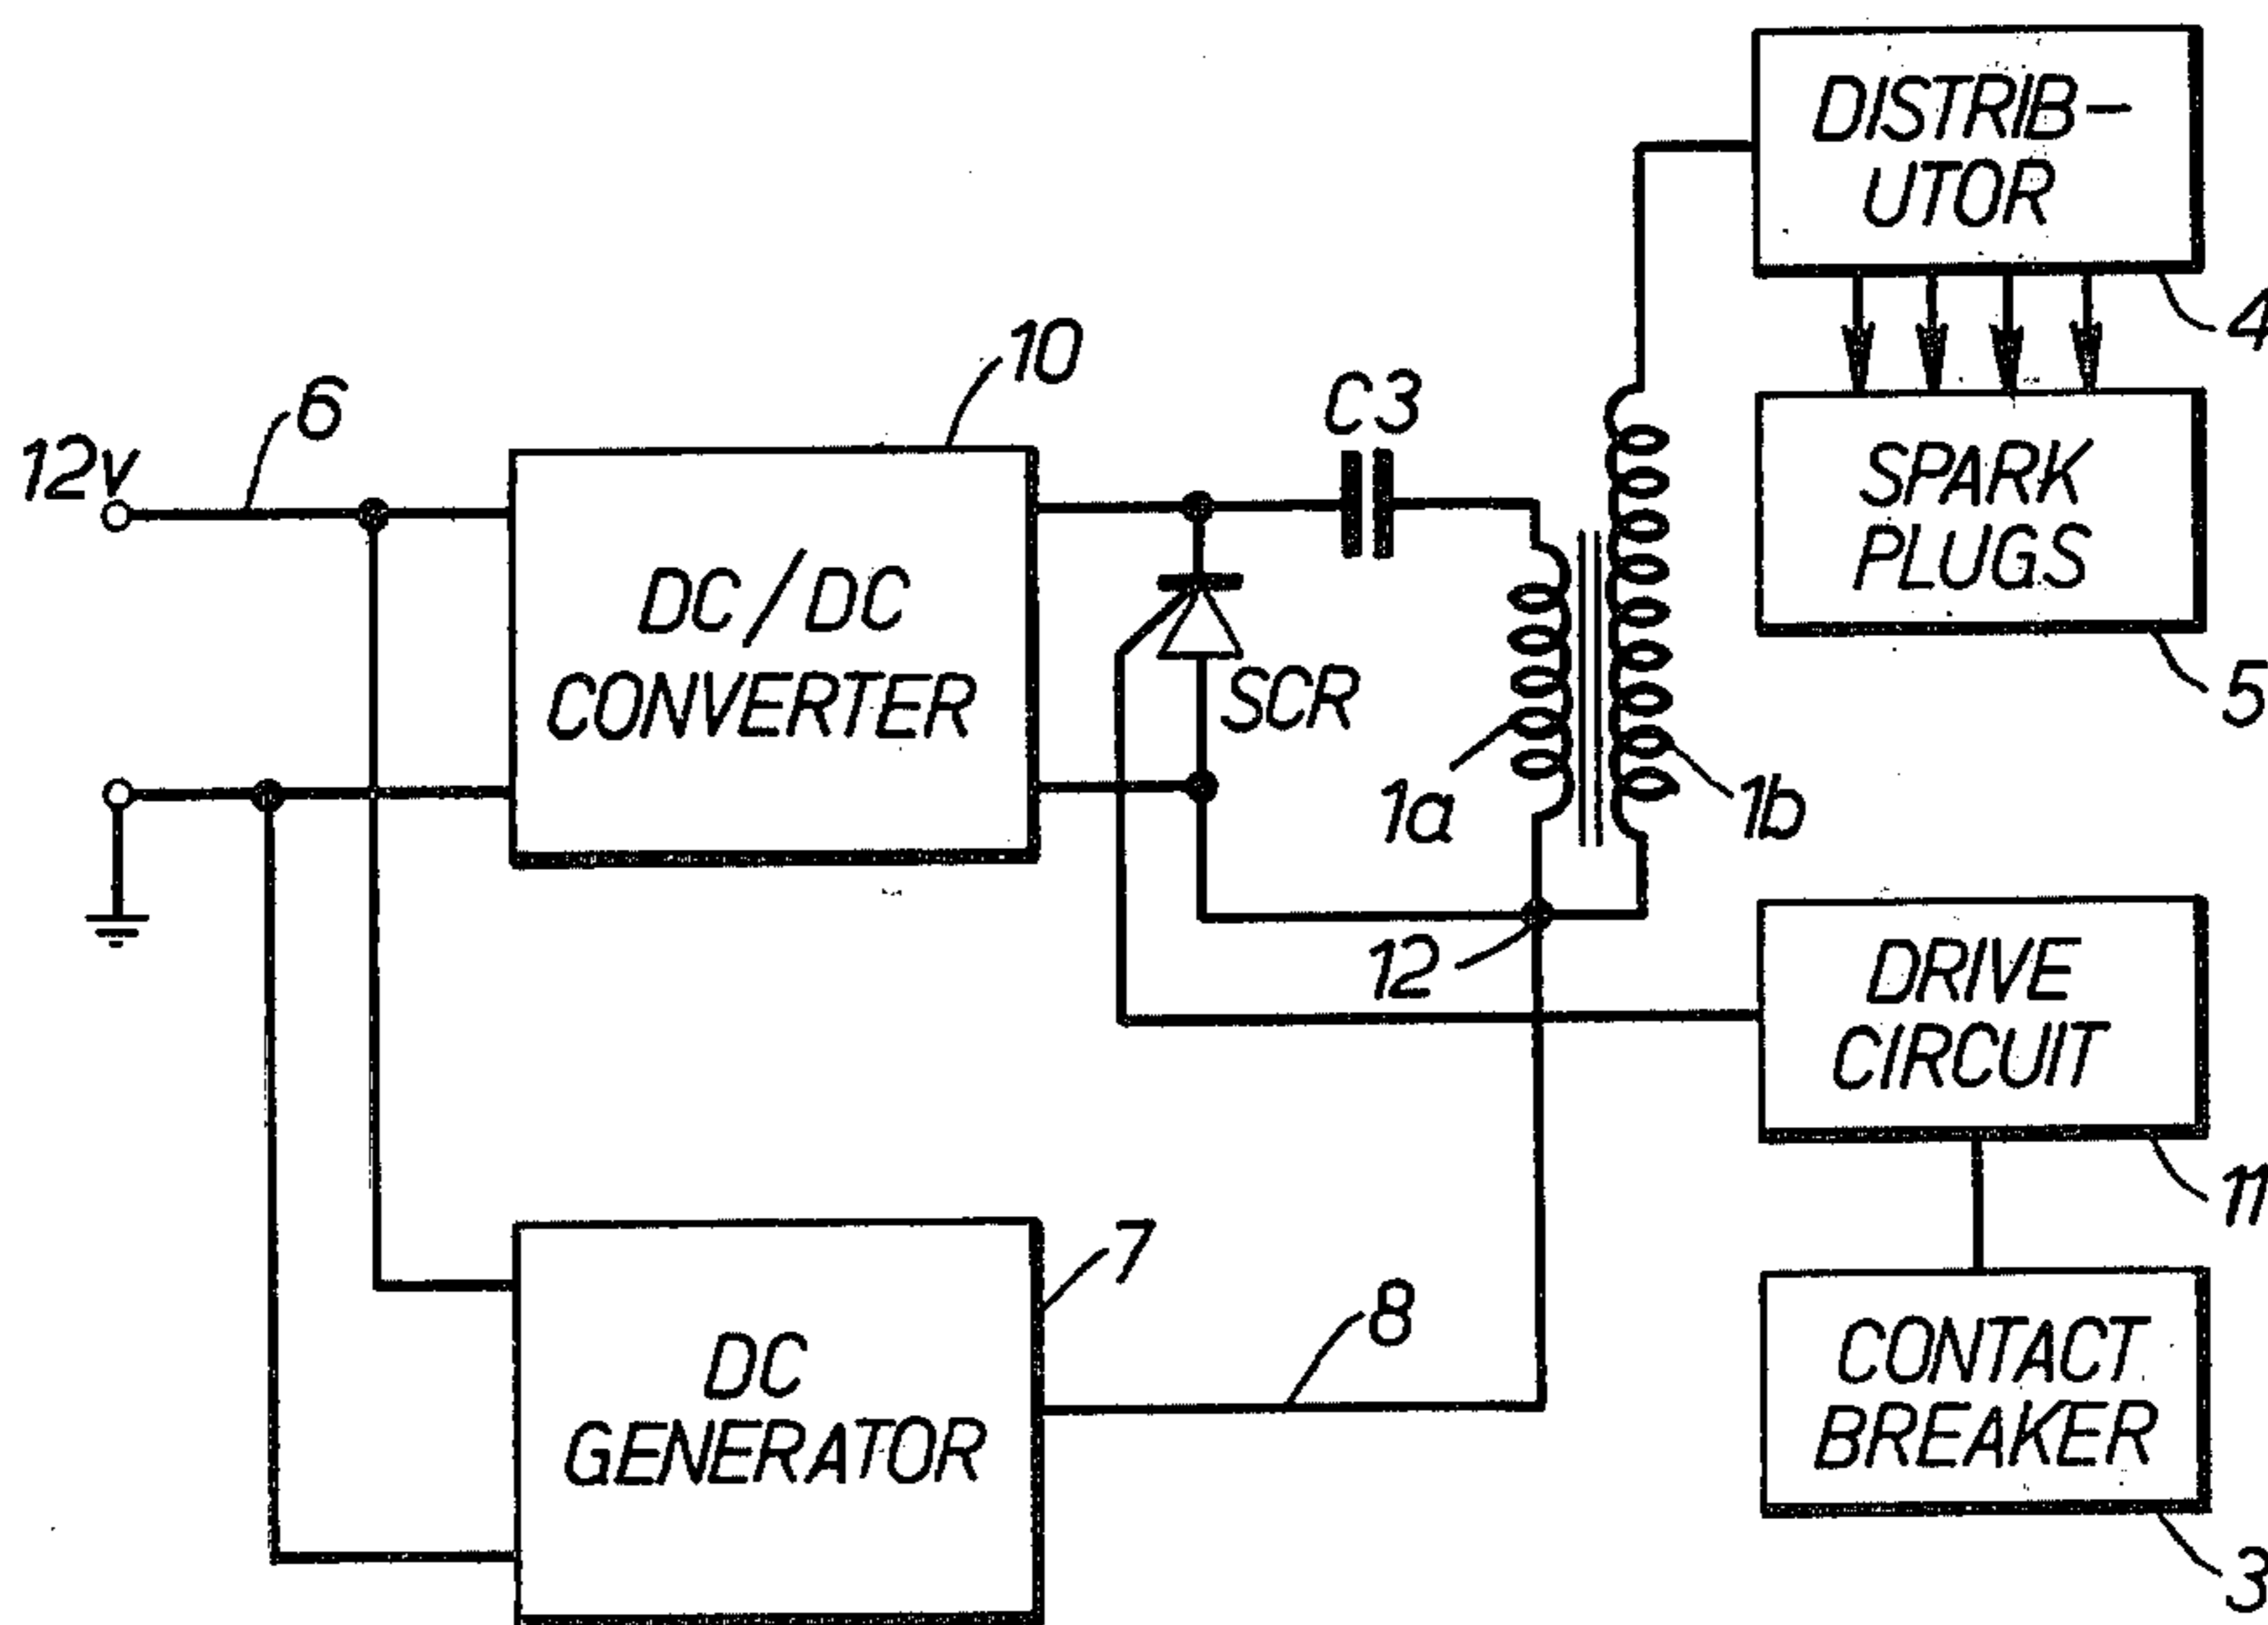 DISTRIB-
UTOR
4
10
6
C3
12v
SPARK
PLUGS
DC/DC
CONVERTER
SCR
5
1a
1b
12
DRIVE
CIRCUIT
11
7
8
DC
GENERATOR
CONTACT
BREAKER
3